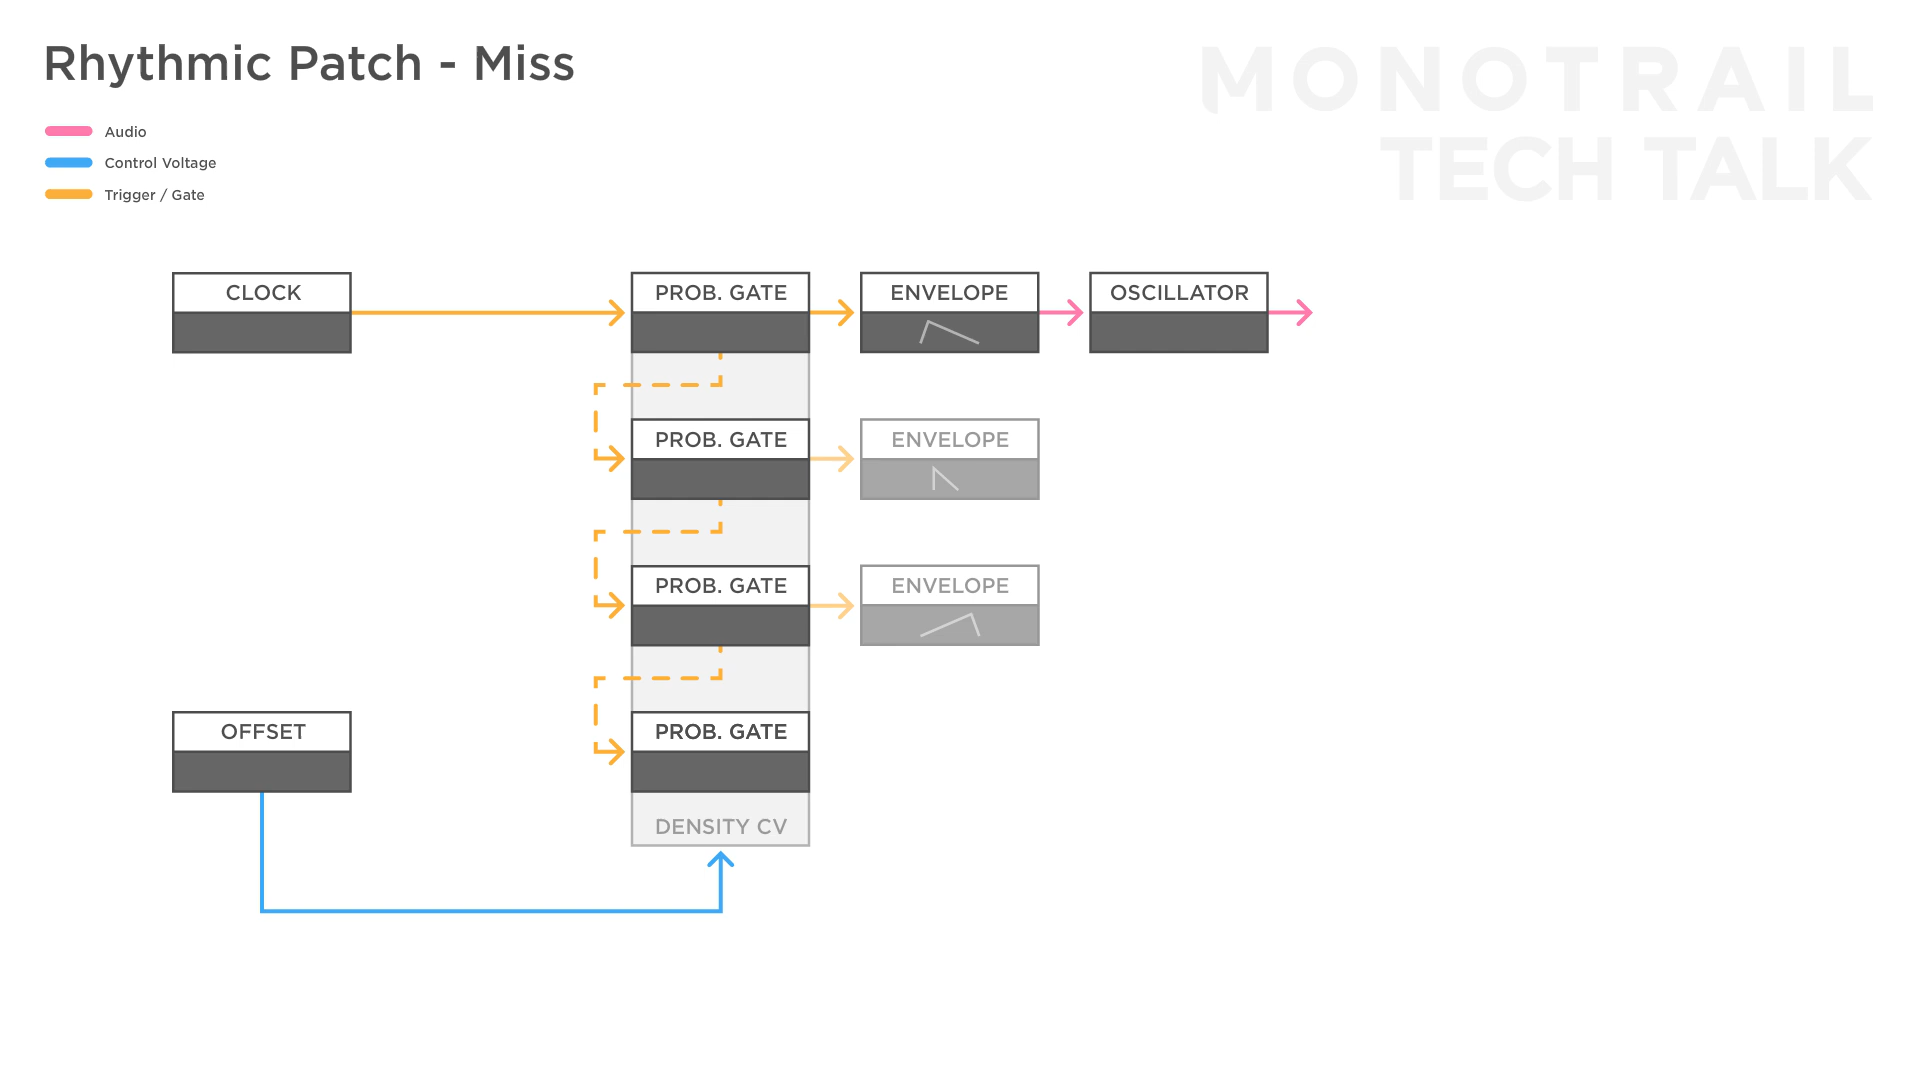 Rhythmic Patch - Miss
MONOTRAIL
TECH TALK
Audio
Control Voltage
Trigger / Gate
CLOCK
PROB. GATE
ENVELOPE
OSCILLATOR
PROB. GATE
ENVELOPE
PROB. GATE
ENVELOPE
OFFSET
PROB. GATE
DENSITY CV